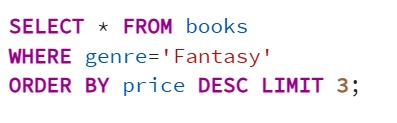 SELECT * FROM books
WHERE genre='Fantasy'
ORDER BY price DESC LIMIT 3;